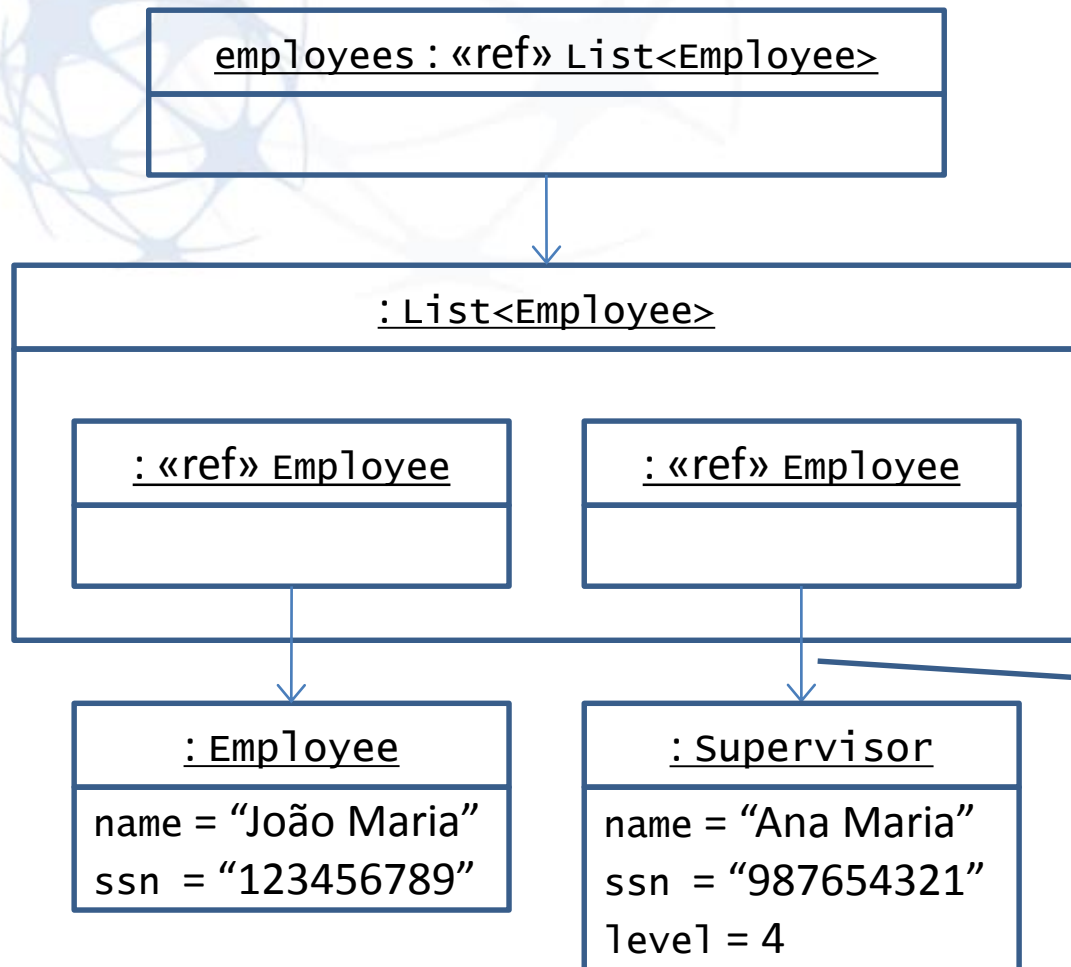 employees : «ref» List<Employee>
: List<Employee>
: «ref» Employee
: «ref» Employee
: Employee
name = “João Maria”
ssn = “123456789”
: Supervisor
name = “Ana Maria”
ssn = “987654321”
level = 4